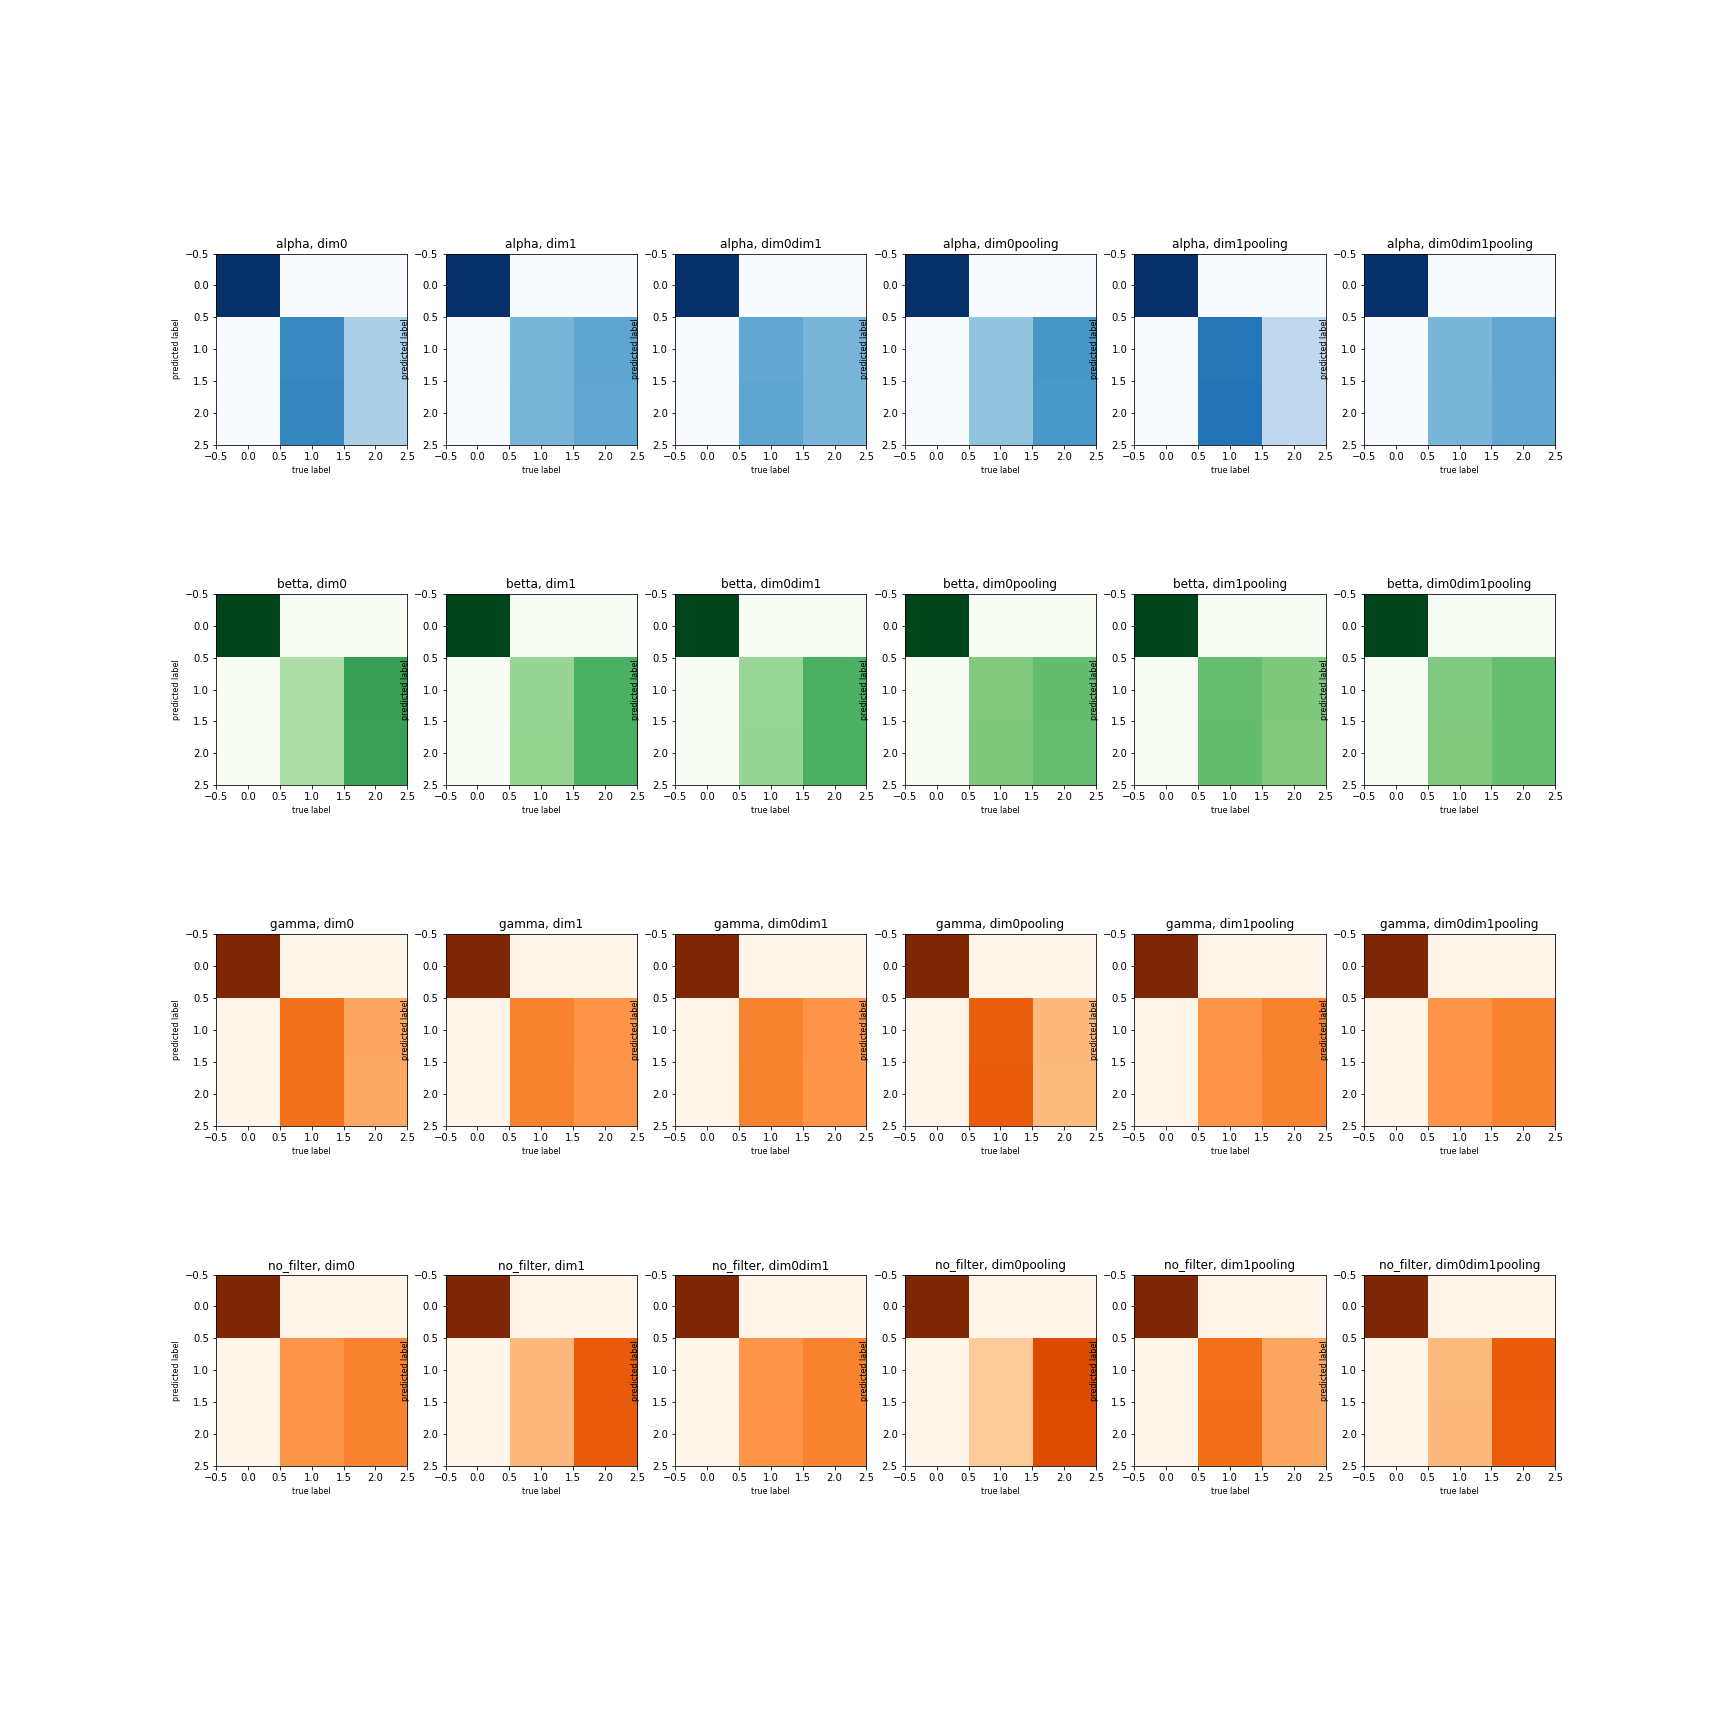 alpha, dim0 alpha, dim1 alpha, dim0dim1 alpha, dim0pooling alpha, dim1pooling alpha, dim0dim1pooling
−0.5 −0.5 −0.5 −0.5 −0.5 −0.5
0.0 0.0 0.0 0.0 0.0 0.0
0.5 0.5 0.5 0.5 0.5 0.5
predicted label predicted label predicted label predicted label predicted label predicted label
1.0 1.0 1.0 1.0 1.0 1.0
1.5 1.5 1.5 1.5 1.5 1.5
2.0 2.0 2.0 2.0 2.0 2.0
2.5 2.5 2.5 2.5 2.5 2.5
−0.5 0.0 0.5 1.0 1.5 2.0 2.5 −0.5 0.0 0.5 1.0 1.5 2.0 2.5 −0.5 0.0 0.5 1.0 1.5 2.0 2.5 −0.5 0.0 0.5 1.0 1.5 2.0 2.5 −0.5 0.0 0.5 1.0 1.5 2.0 2.5 −0.5 0.0 0.5 1.0 1.5 2.0 2.5
true label true label true label true label true label true label
betta, dim0 betta, dim1 betta, dim0dim1 betta, dim0pooling betta, dim1pooling betta, dim0dim1pooling
−0.5 −0.5 −0.5 −0.5 −0.5 −0.5
0.0 0.0 0.0 0.0 0.0 0.0
0.5 0.5 0.5 0.5 0.5 0.5
predicted label predicted label predicted label predicted label predicted label predicted label
1.0 1.0 1.0 1.0 1.0 1.0
1.5 1.5 1.5 1.5 1.5 1.5
2.0 2.0 2.0 2.0 2.0 2.0
2.5 2.5 2.5 2.5 2.5 2.5
−0.5 0.0 0.5 1.0 1.5 2.0 2.5 −0.5 0.0 0.5 1.0 1.5 2.0 2.5 −0.5 0.0 0.5 1.0 1.5 2.0 2.5 −0.5 0.0 0.5 1.0 1.5 2.0 2.5 −0.5 0.0 0.5 1.0 1.5 2.0 2.5 −0.5 0.0 0.5 1.0 1.5 2.0 2.5
true label true label true label true label true label true label
gamma, dim0 gamma, dim1 gamma, dim0dim1 gamma, dim0pooling gamma, dim1pooling gamma, dim0dim1pooling
−0.5 −0.5 −0.5 −0.5 −0.5 −0.5
0.0 0.0 0.0 0.0 0.0 0.0
0.5 0.5 0.5 0.5 0.5 0.5
predicted label predicted label predicted label predicted label predicted label predicted label
1.0 1.0 1.0 1.0 1.0 1.0
1.5 1.5 1.5 1.5 1.5 1.5
2.0 2.0 2.0 2.0 2.0 2.0
2.5 2.5 2.5 2.5 2.5 2.5
−0.5 0.0 0.5 1.0 1.5 2.0 2.5 −0.5 0.0 0.5 1.0 1.5 2.0 2.5 −0.5 0.0 0.5 1.0 1.5 2.0 2.5 −0.5 0.0 0.5 1.0 1.5 2.0 2.5 −0.5 0.0 0.5 1.0 1.5 2.0 2.5 −0.5 0.0 0.5 1.0 1.5 2.0 2.5
true label true label true label true label true label true label
no_filter, dim0 no_filter, dim1 no_filter, dim0dim1 no_filter, dim0pooling no_filter, dim1pooling no_filter, dim0dim1pooling
−0.5 −0.5 −0.5 −0.5 −0.5 −0.5
0.0 0.0 0.0 0.0 0.0 0.0
0.5 0.5 0.5 0.5 0.5 0.5
predicted label predicted label predicted label predicted label predicted label predicted label
1.0 1.0 1.0 1.0 1.0 1.0
1.5 1.5 1.5 1.5 1.5 1.5
2.0 2.0 2.0 2.0 2.0 2.0
2.5 2.5 2.5 2.5 2.5 2.5
−0.5 0.0 0.5 1.0 1.5 2.0 2.5 −0.5 0.0 0.5 1.0 1.5 2.0 2.5 −0.5 0.0 0.5 1.0 1.5 2.0 2.5 −0.5 0.0 0.5 1.0 1.5 2.0 2.5 −0.5 0.0 0.5 1.0 1.5 2.0 2.5 −0.5 0.0 0.5 1.0 1.5 2.0 2.5
true label true label true label true label true label true label